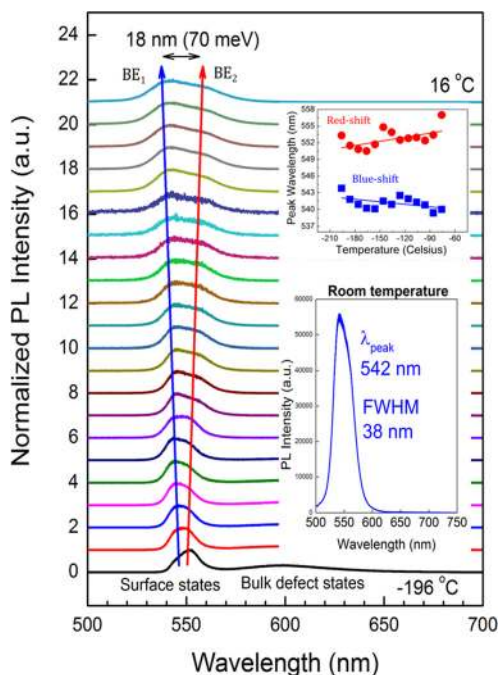 18 nm (70 meV)
BE1
BE2
16 °C
Normalized PL Intensity (a.u.)
24
22
20
18
16
14
12
10
8
6
4
2
0
Peak Wavelength (nm)
558
555
552
549
546
543
540
537
Red-shift
Blue-shift
-210
-180
-150
-120
-90
-60
Temperature (Celsius)
Room temperature
PL Intensity (a.u.)
60000
50000
40000
30000
20000
10000
0
λpeak
542 nm
FWHM
38 nm
500 550 600 650 700 750
Wavelength (nm)
Surface states
Bulk defect states
-196 °C
500 550 600 650 700
Wavelength (nm)